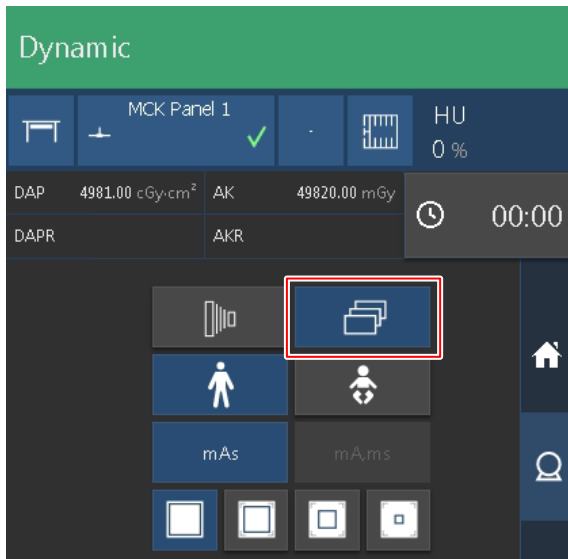 Dynamic
MCK Panel 1
HU
0 %
DAP 4981.00 cGy·cm² AK 49820.00 mGy
DAPR AKR
00:00
mAs mA,ms